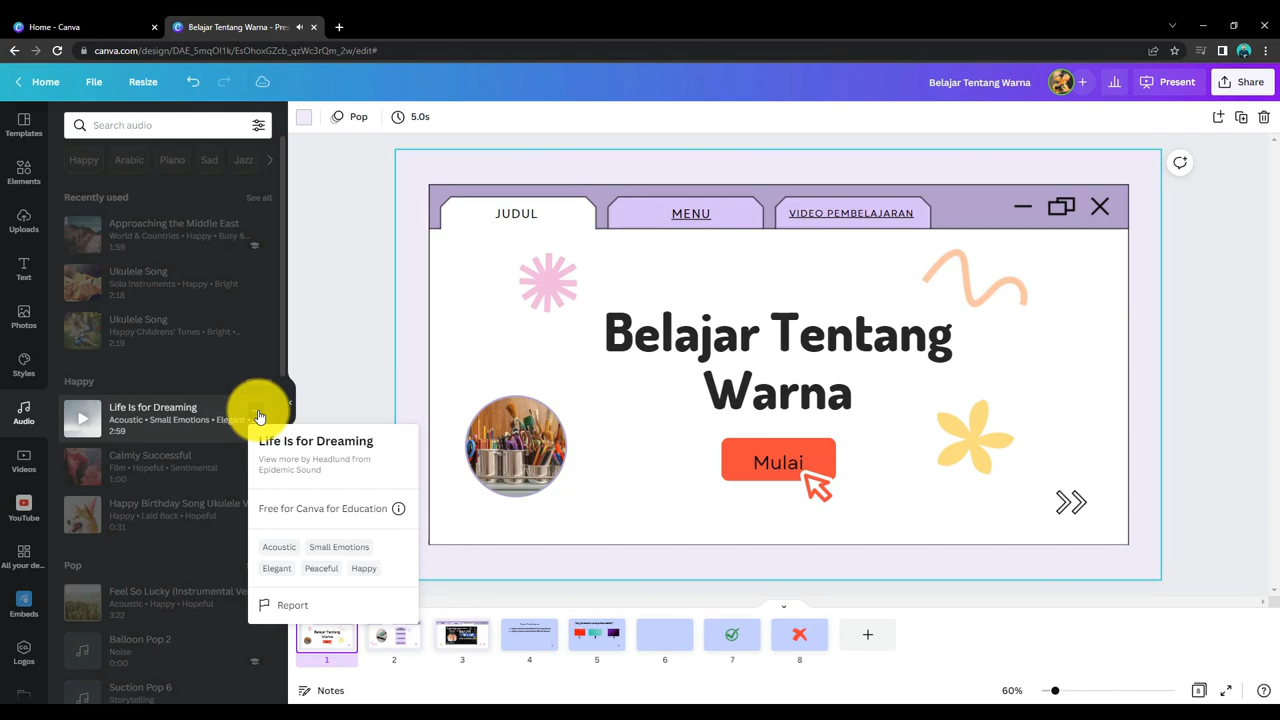 Home - Canva
Belajar Tentang Warna - Pres
canva.com/design/DAE_5mqOl1k/EsOhoxGZcb_qzWc3rQm_2w/edit#
Home
File
Resize
Belajar Tentang Warna
Present
Share
Templates
Elements
Uploads
Text
Photos
Styles
Audio
Videos
YouTube
All your de...
Embeds
Logos
Search audio
Happy
Arabic
Piano
Sad
Jazz
Recently used
See all
Approaching the Middle East
World & Countries • Happy • Busy &...
1:59
Ukulele Song
Solo Instruments • Happy • Bright
2:18
Ukulele Song
Happy Childrens' Tunes • Bright •...
2:19
Happy
Life Is for Dreaming
Acoustic • Small Emotions • Elegant
2:59
Calmly Successful
Film • Hopeful • Sentimental
1:00
Happy Birthday Song Ukulele V
Happy • Laid Back • Hopeful
0:31
Pop
Feel So Lucky (Instrumental Ve
Acoustic • Happy • Hopeful
3:22
Balloon Pop 2
Noise
0:00
Suction Pop 6
Storytelling
Life Is for Dreaming
View more by Headlund from
Epidemic Sound
Free for Canva for Education
Acoustic
Small Emotions
Elegant
Peaceful
Happy
Report
Pop
5.0s
JUDUL
MENU
VIDEO PEMBELAJARAN
Belajar Tentang
Warna
Mulai
Belajar Tentang
Warna
1
2
3
4
5
6
7
8
Notes
60%
8